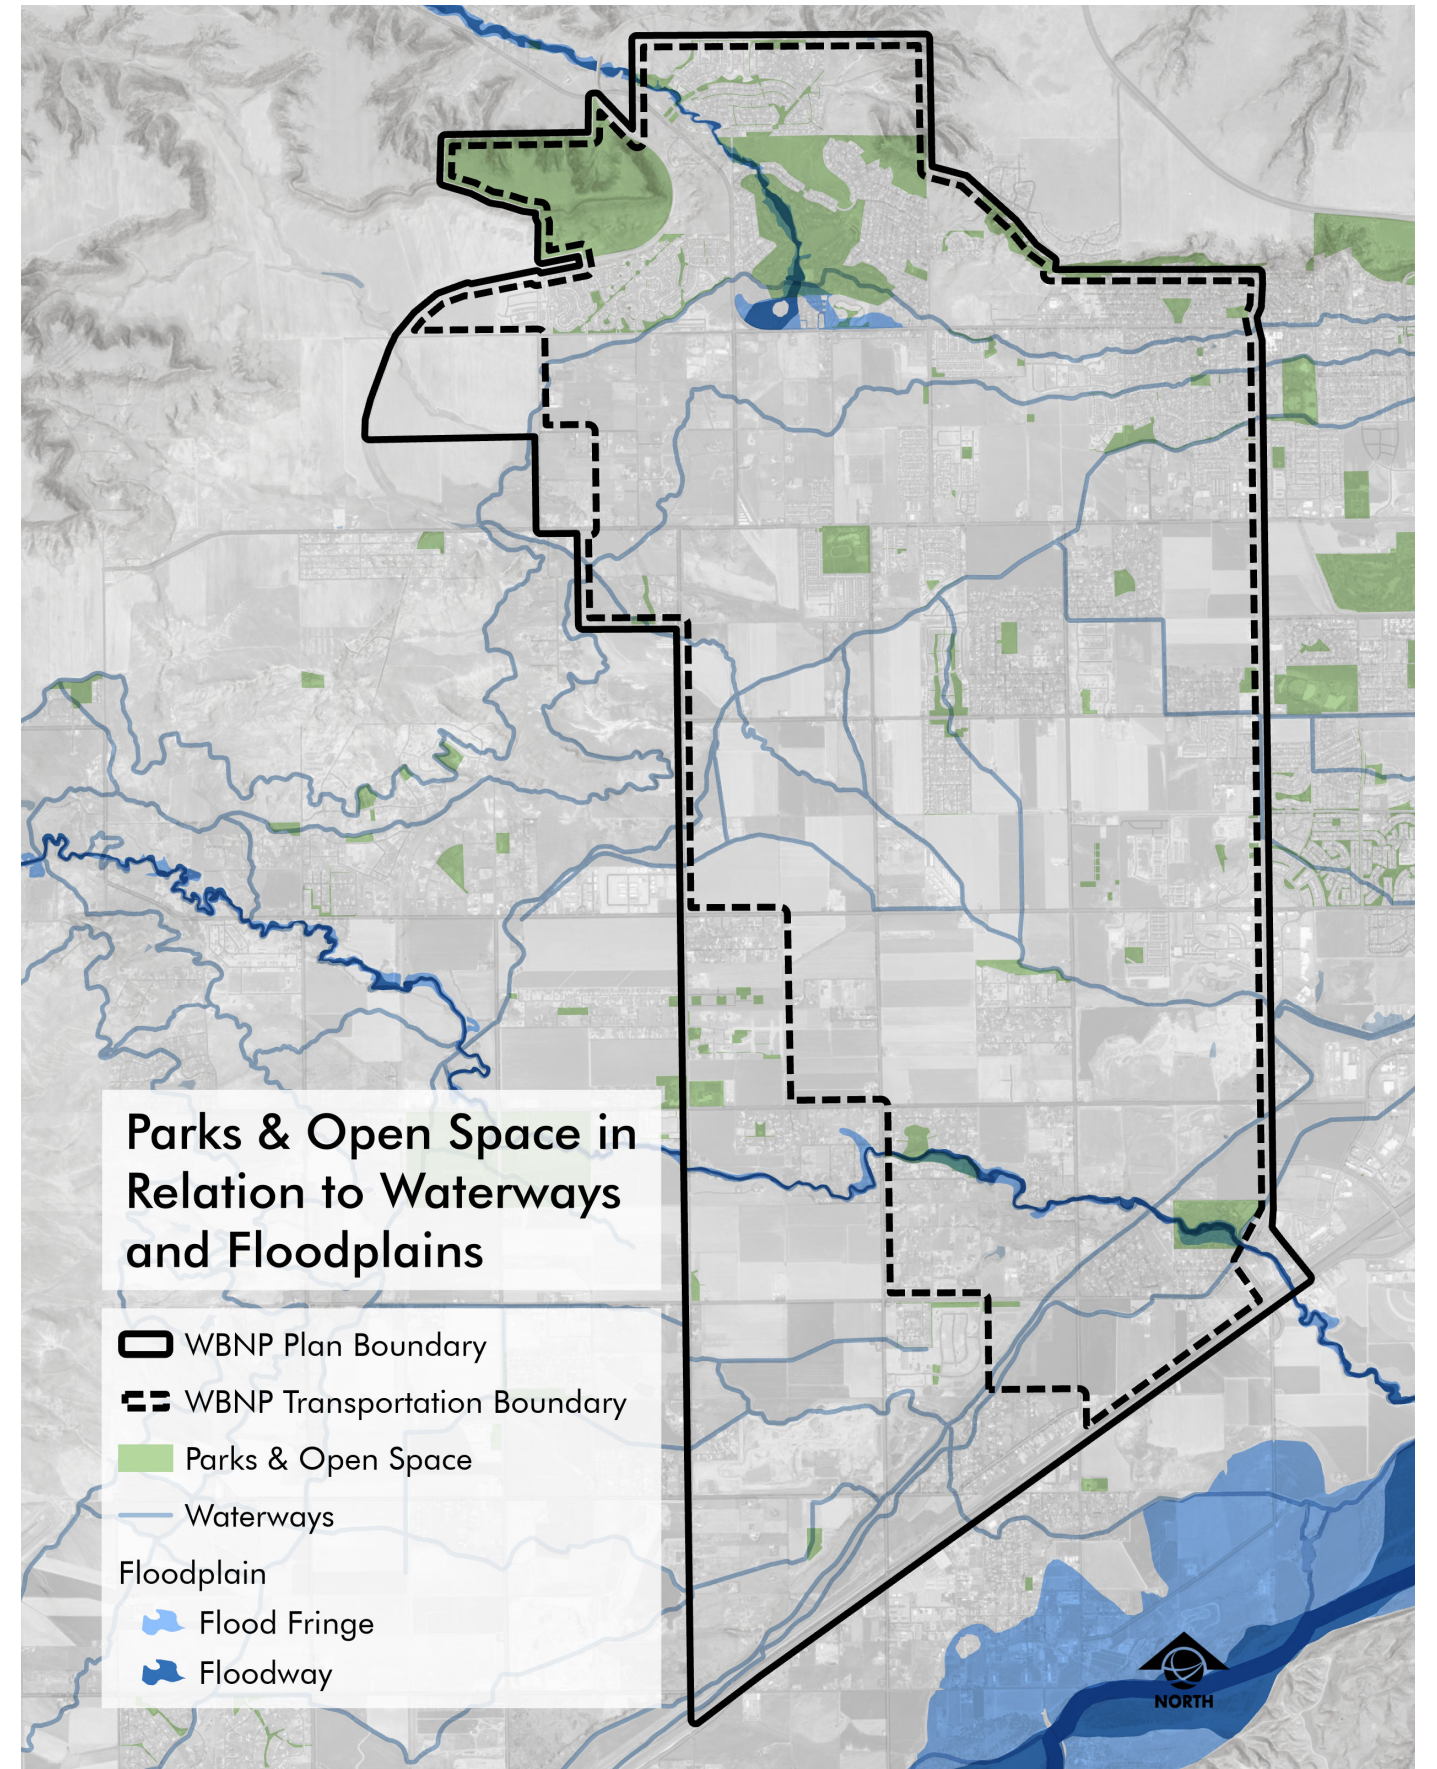 Parks & Open Space in
Relation to Waterways
and Floodplains
WBNP Plan Boundary
WBNP Transportation Boundary
Parks & Open Space
Waterways
Floodplain
Flood Fringe
Floodway
NORTH